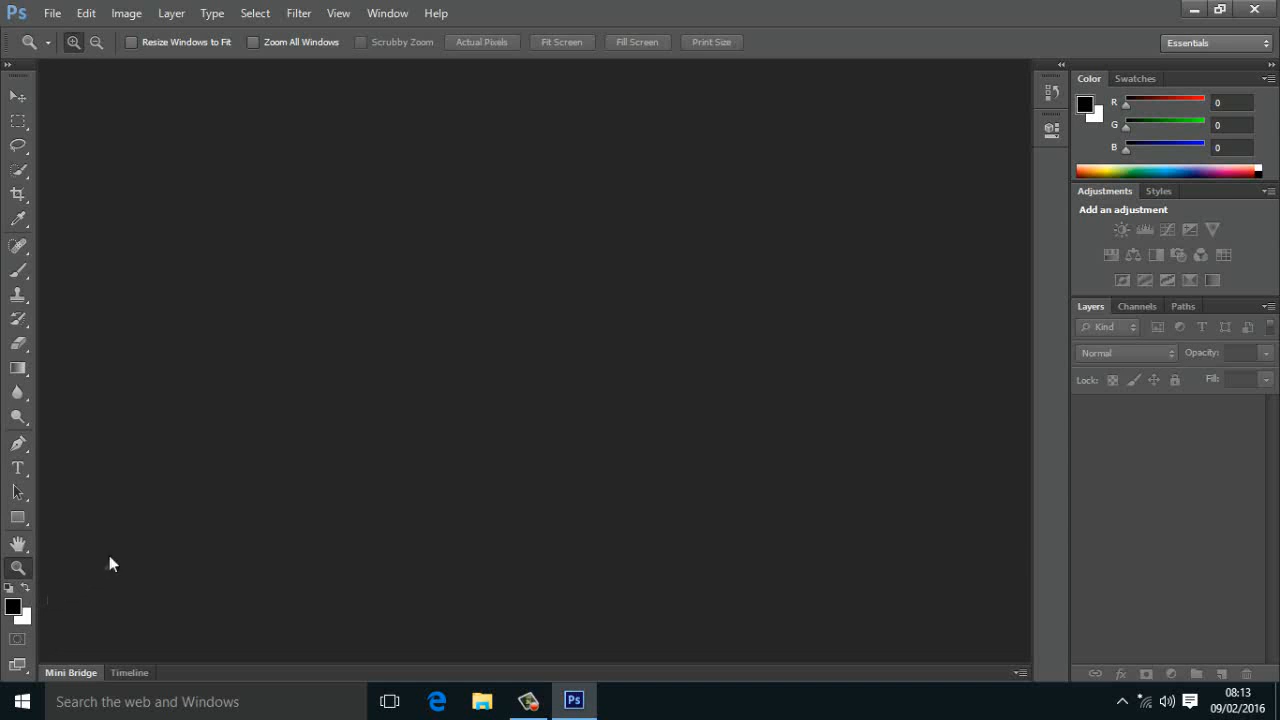 Ps File Edit Image Layer Type Select Filter View Window Help
Resize Windows to Fit Zoom All Windows Scrubby Zoom Actual Pixels Fit Screen Fill Screen Print Size Essentials
Color Swatches
R 0
G 0
B 0
Adjustments Styles
Add an adjustment
Layers Channels Paths
Kind
Normal Opacity:
Lock: Fill:
Mini Bridge Timeline
Search the web and Windows
Ps
08:13
09/02/2016